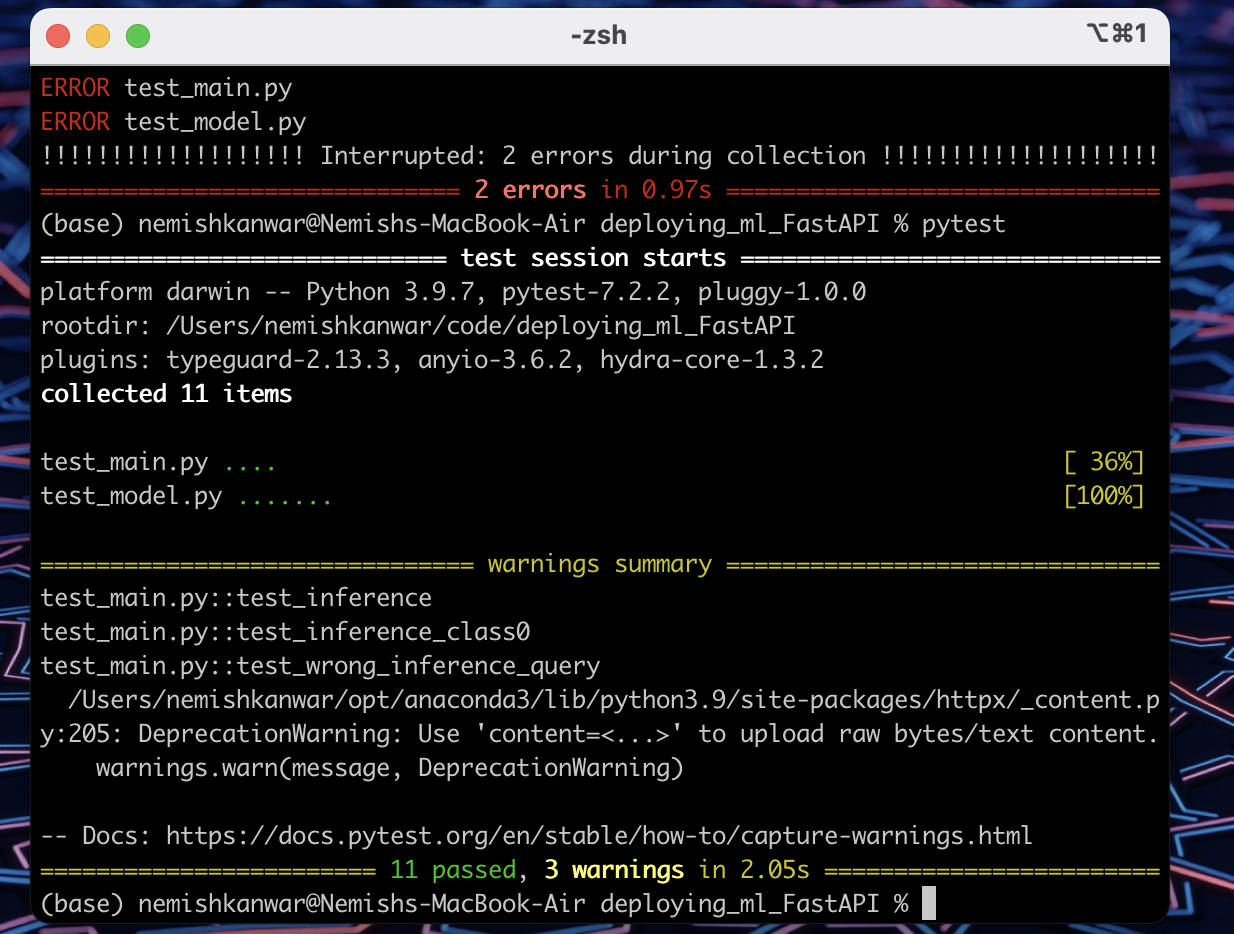 -zsh
⌥⌘1
ERROR test_main.py
ERROR test_model.py
!!!!!!!!!!!!!!!!!!! Interrupted: 2 errors during collection !!!!!!!!!!!!!!!!!!!!
============================== 2 errors in 0.97s ===============================
(base) nemishkanwar@Nemishs-MacBook-Air deploying_ml_FastAPI % pytest
============================= test session starts ==============================
platform darwin -- Python 3.9.7, pytest-7.2.2, pluggy-1.0.0
rootdir: /Users/nemishkanwar/code/deploying_ml_FastAPI
plugins: typeguard-2.13.3, anyio-3.6.2, hydra-core-1.3.2
collected 11 items
test_main.py .... [ 36%]
test_model.py ....... [100%]
=============================== warnings summary ===============================
test_main.py::test_inference
test_main.py::test_inference_class0
test_main.py::test_wrong_inference_query
  /Users/nemishkanwar/opt/anaconda3/lib/python3.9/site-packages/httpx/_content.p
y:205: DeprecationWarning: Use 'content=<...>' to upload raw bytes/text content.
    warnings.warn(message, DeprecationWarning)
-- Docs: https://docs.pytest.org/en/stable/how-to/capture-warnings.html
======================== 11 passed, 3 warnings in 2.05s ========================
(base) nemishkanwar@Nemishs-MacBook-Air deploying_ml_FastAPI %